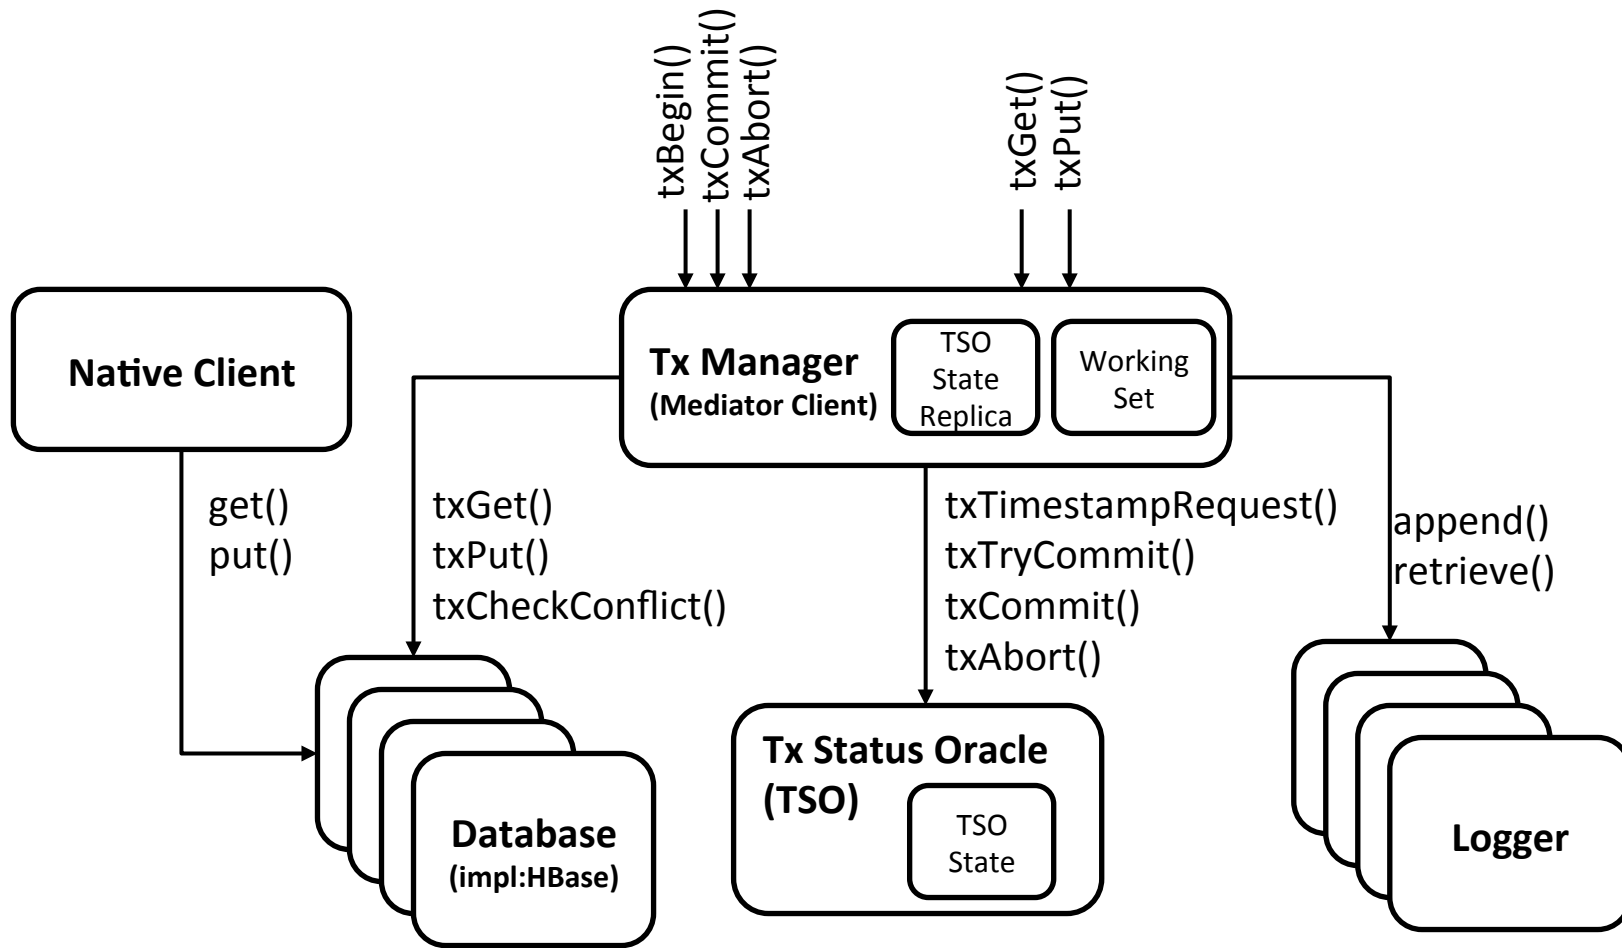 txBegin()
txCommit()
txAbort()
txGet()
txPut()
Native Client
Tx Manager
(Mediator Client)
TSO
State
Replica
Working
Set
get()
put()
txGet()
txPut()
txCheckConflict()
txTimestampRequest()
txTryCommit()
txCommit()
txAbort()
append()
retrieve()
Database
(impl:HBase)
Tx Status Oracle
(TSO)
TSO
State
Logger